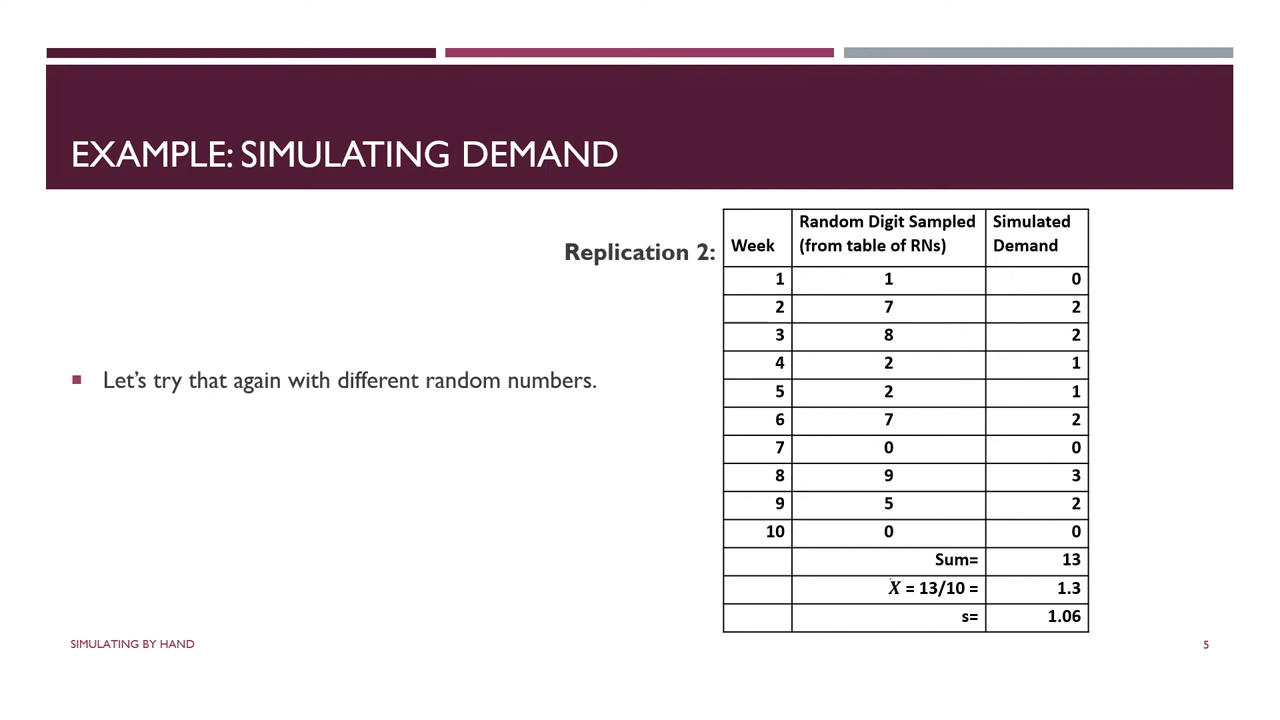 EXAMPLE: SIMULATING DEMAND
Replication 2:
Let's try that again with different random numbers.
Week Random Digit Sampled (from table of RNs) Simulated Demand
1 1 0
2 7 2
3 8 2
4 2 1
5 2 1
6 7 2
7 0 0
8 9 3
9 5 2
10 0 0
Sum= 13
X̄ = 13/10 = 1.3
s= 1.06
SIMULATING BY HAND
5